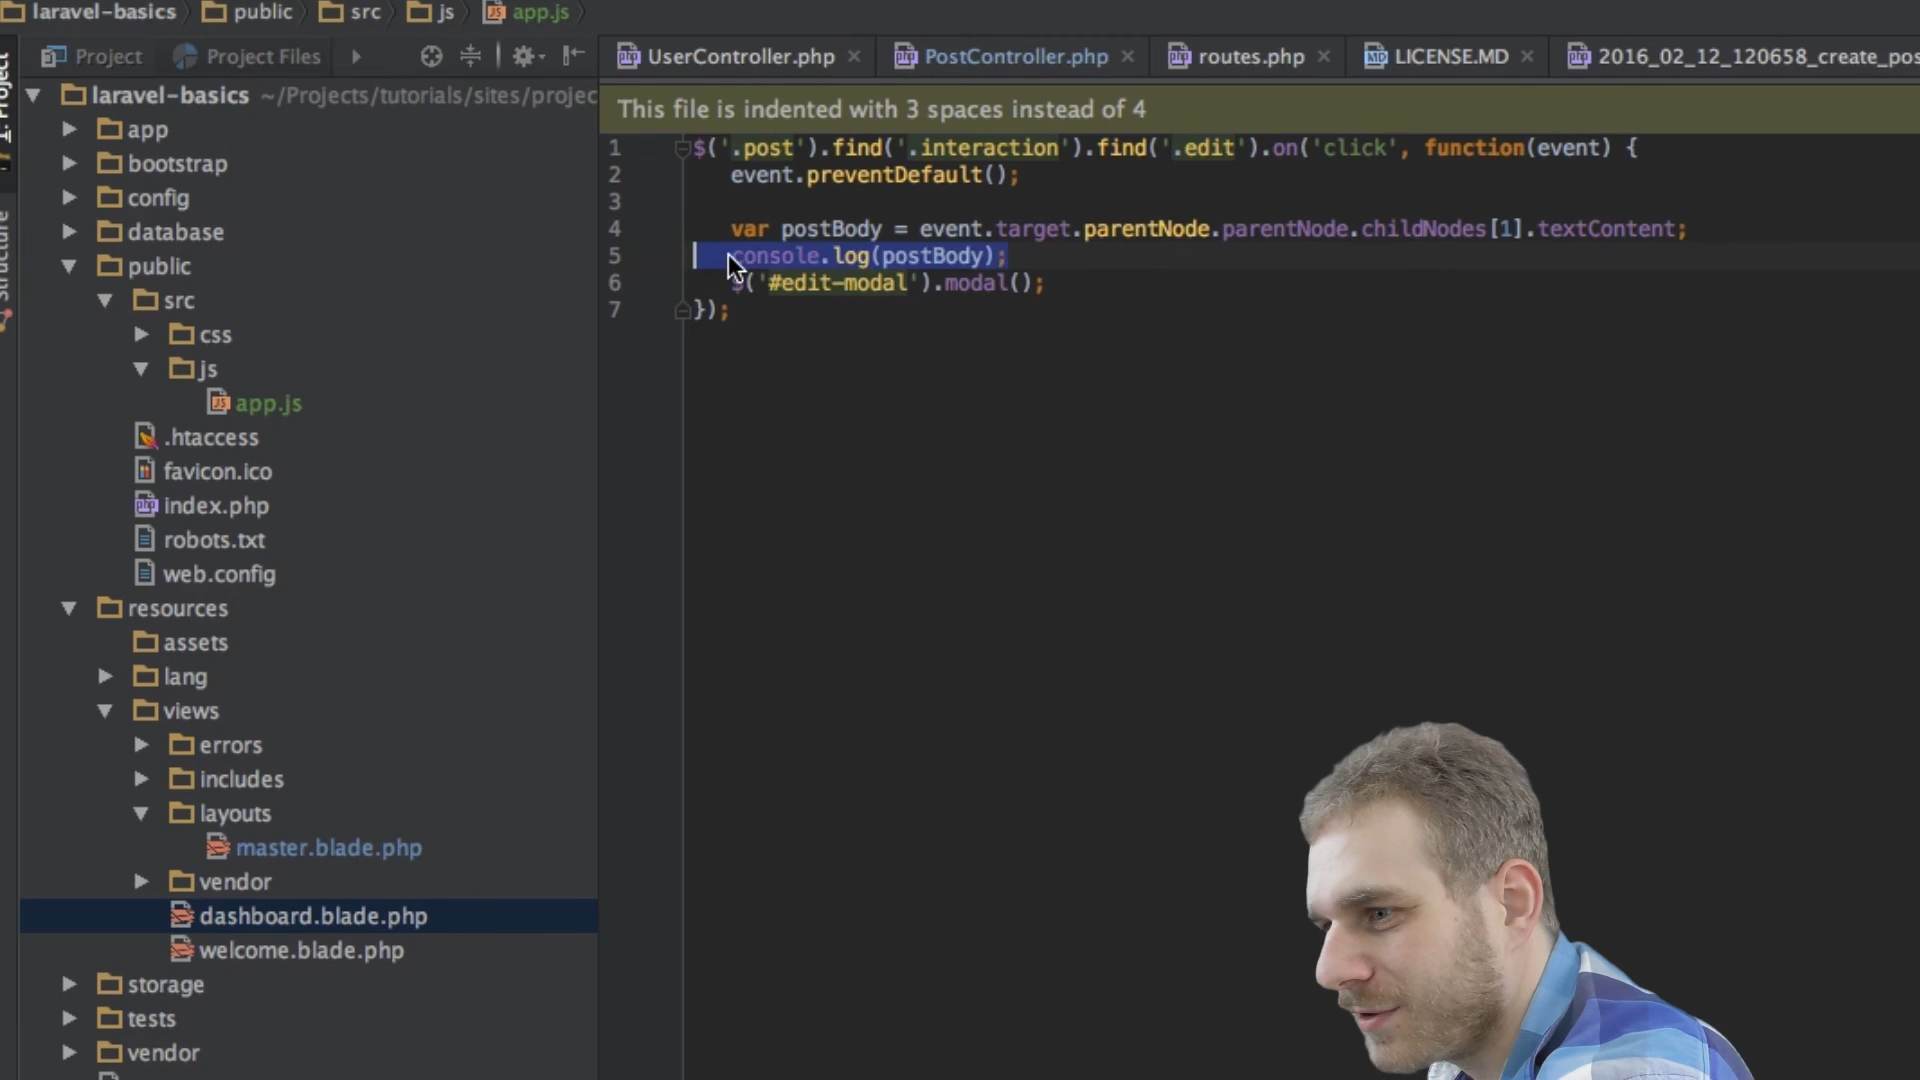 laravel-basics public src js app.js
Project Project Files
UserController.php PostController.php routes.php LICENSE.MD 2016_02_12_120658_create_pos
1: Project
Structure
laravel-basics ~/Projects/tutorials/sites/projec
app
bootstrap
config
database
public
src
css
js
app.js
.htaccess
favicon.ico
index.php
robots.txt
web.config
resources
assets
lang
views
errors
includes
layouts
master.blade.php
vendor
dashboard.blade.php
welcome.blade.php
storage
tests
vendor
This file is indented with 3 spaces instead of 4
1 $('.post').find('.interaction').find('.edit').on('click', function(event) {
2 event.preventDefault();
3
4 var postBody = event.target.parentNode.parentNode.childNodes[1].textContent;
5 console.log(postBody);
6 $('#edit-modal').modal();
7 });